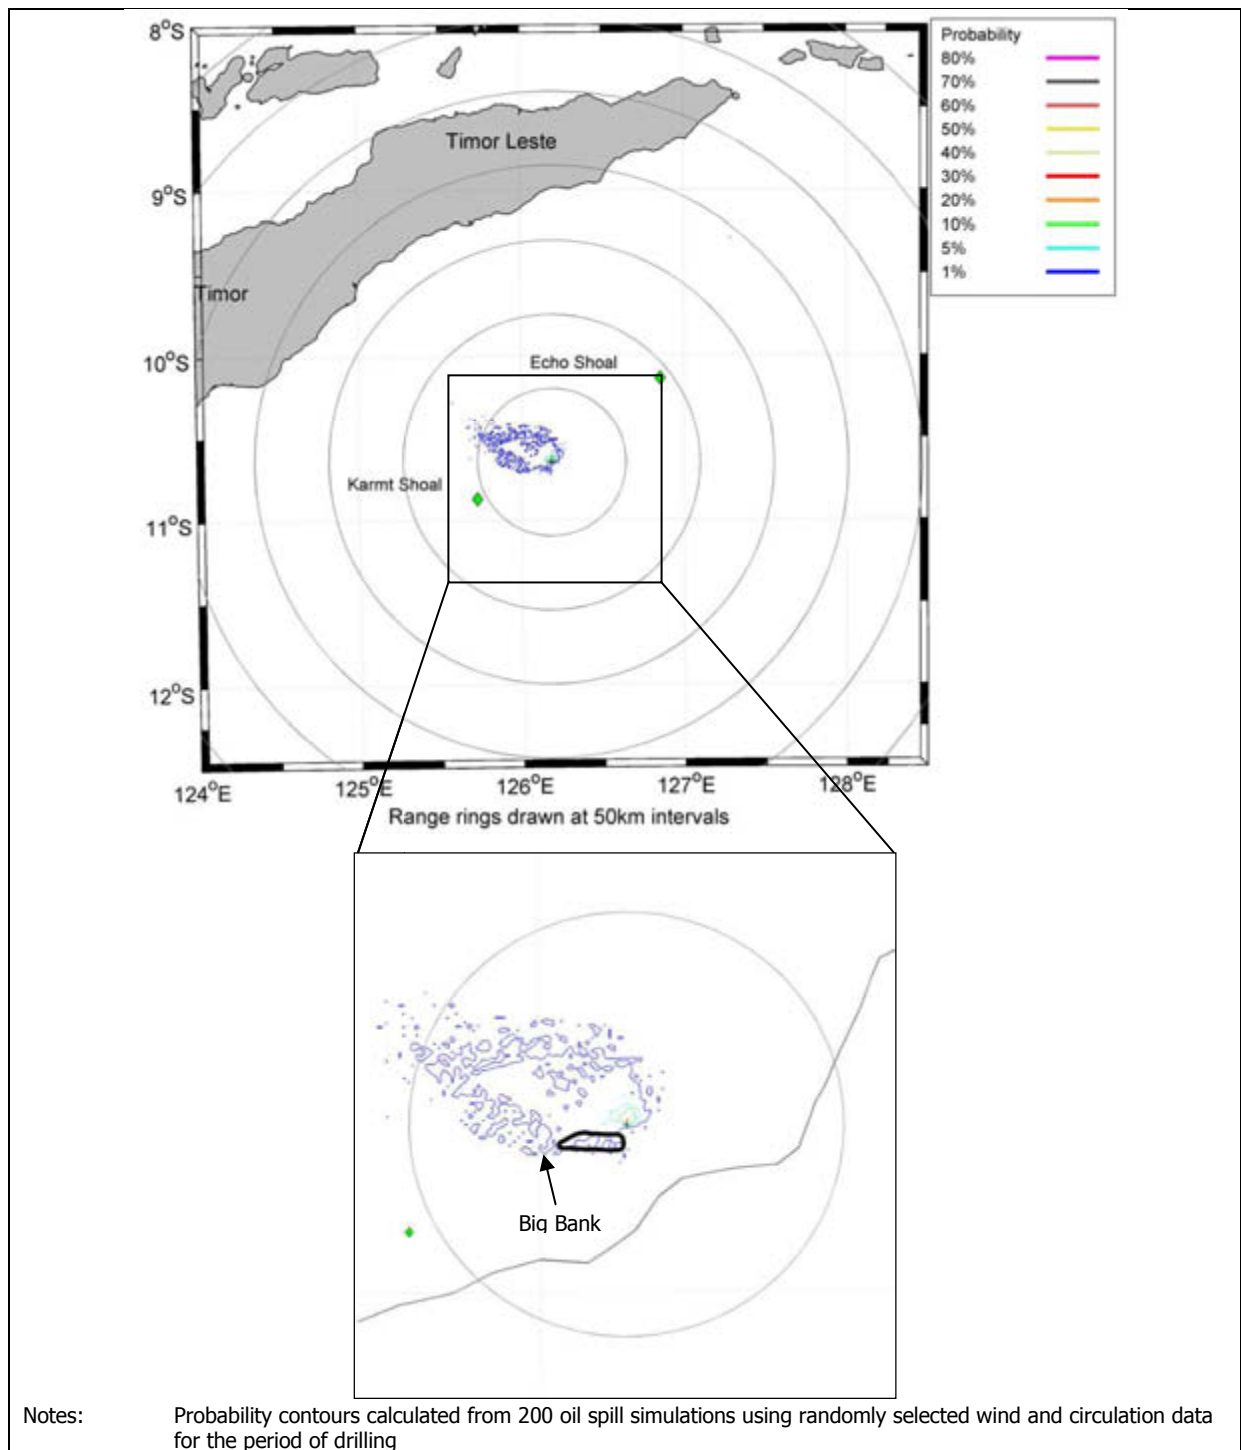 8°S
Probability
80%
70%
60%
50%
40%
30%
20%
10%
5%
1%
Timor Leste
9°S
Timor
10°S
Echo Shoal
Karmt Shoal
11°S
12°S
124°E
125°E
126°E
127°E
128°E
Range rings drawn at 50km intervals
Big Bank
Notes: Probability contours calculated from 200 oil spill simulations using randomly selected wind and circulation data
for the period of drilling